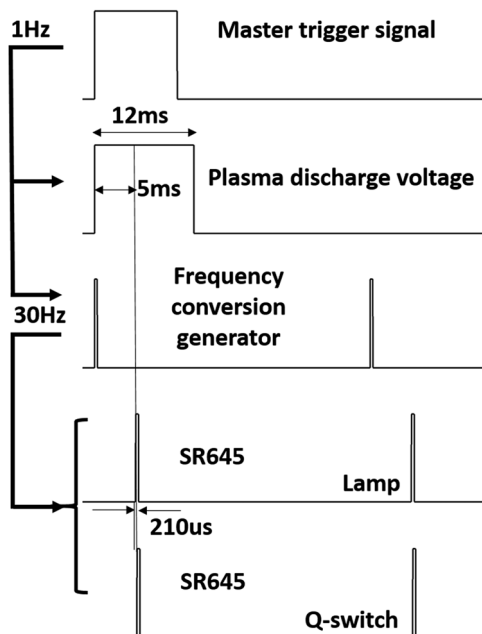 1Hz
Master trigger signal
12ms
Plasma discharge voltage
5ms
Frequency
conversion
generator
30Hz
SR645
Lamp
210us
SR645
Q-switch